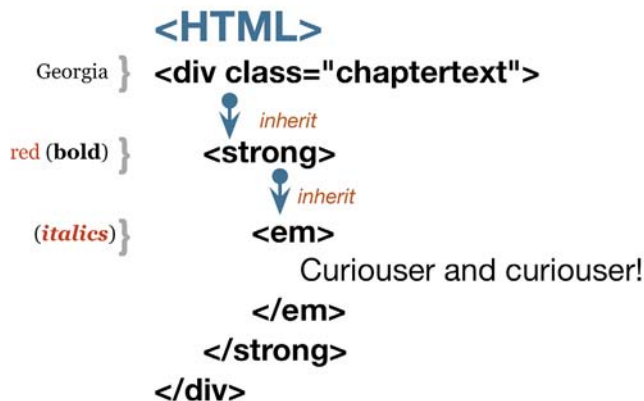 <HTML>
Georgia } <div class="chaptertext">
inherit
red (bold) } <strong>
inherit
(italics) } <em>
Curiouser and curiouser!
</em>
</strong>
</div>